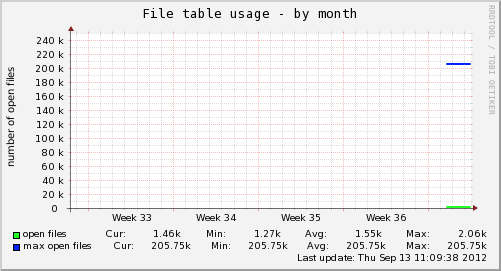 File table usage - by month
RRDTOOL / TOBI OETIKER
number of open files
240 k
220 k
200 k
180 k
160 k
140 k
120 k
100 k
80 k
60 k
40 k
20 k
0
Week 33 Week 34 Week 35 Week 36
open files Cur: 1.46k Min: 1.27k Avg: 1.55k Max: 2.06k
max open files Cur: 205.75k Min: 205.75k Avg: 205.75k Max: 205.75k
Last update: Thu Sep 13 11:09:38 2012